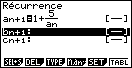 Récurrence
an+1=1+5/an [—]
bn+1: [—]
cn+1: [—]
SEL+S DEL TYPE n.an·· SET TABL